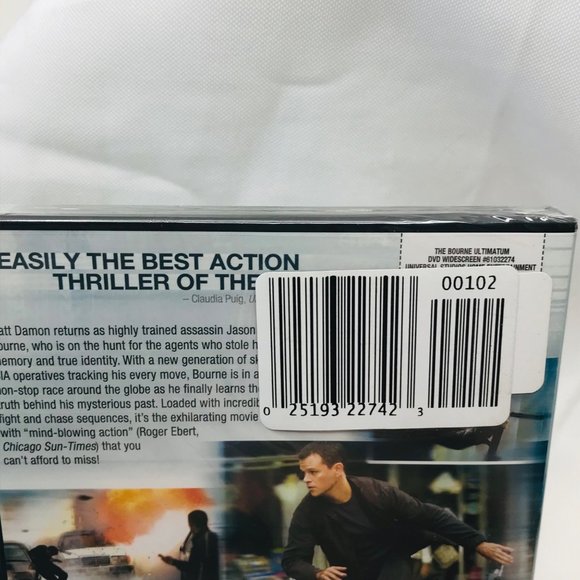 THE BOURNE ULTIMATUM
DVD WIDESCREEN #61032274
UNIVERSAL STUDIOS HOME ENTERTAINMENT
EASILY THE BEST ACTION
THRILLER OF THE
– Claudia Puig, U
00102
0 25193 22742 3
att Damon returns as highly trained assassin Jason
ourne, who is on the hunt for the agents who stole h
emory and true identity. With a new generation of sk
IA operatives tracking his every move, Bourne is in a
non-stop race around the globe as he finally learns the
ruth behind his mysterious past. Loaded with incredib
fight and chase sequences, it's the exhilarating movie
with "mind-blowing action" (Roger Ebert,
Chicago Sun-Times) that you
can't afford to miss!